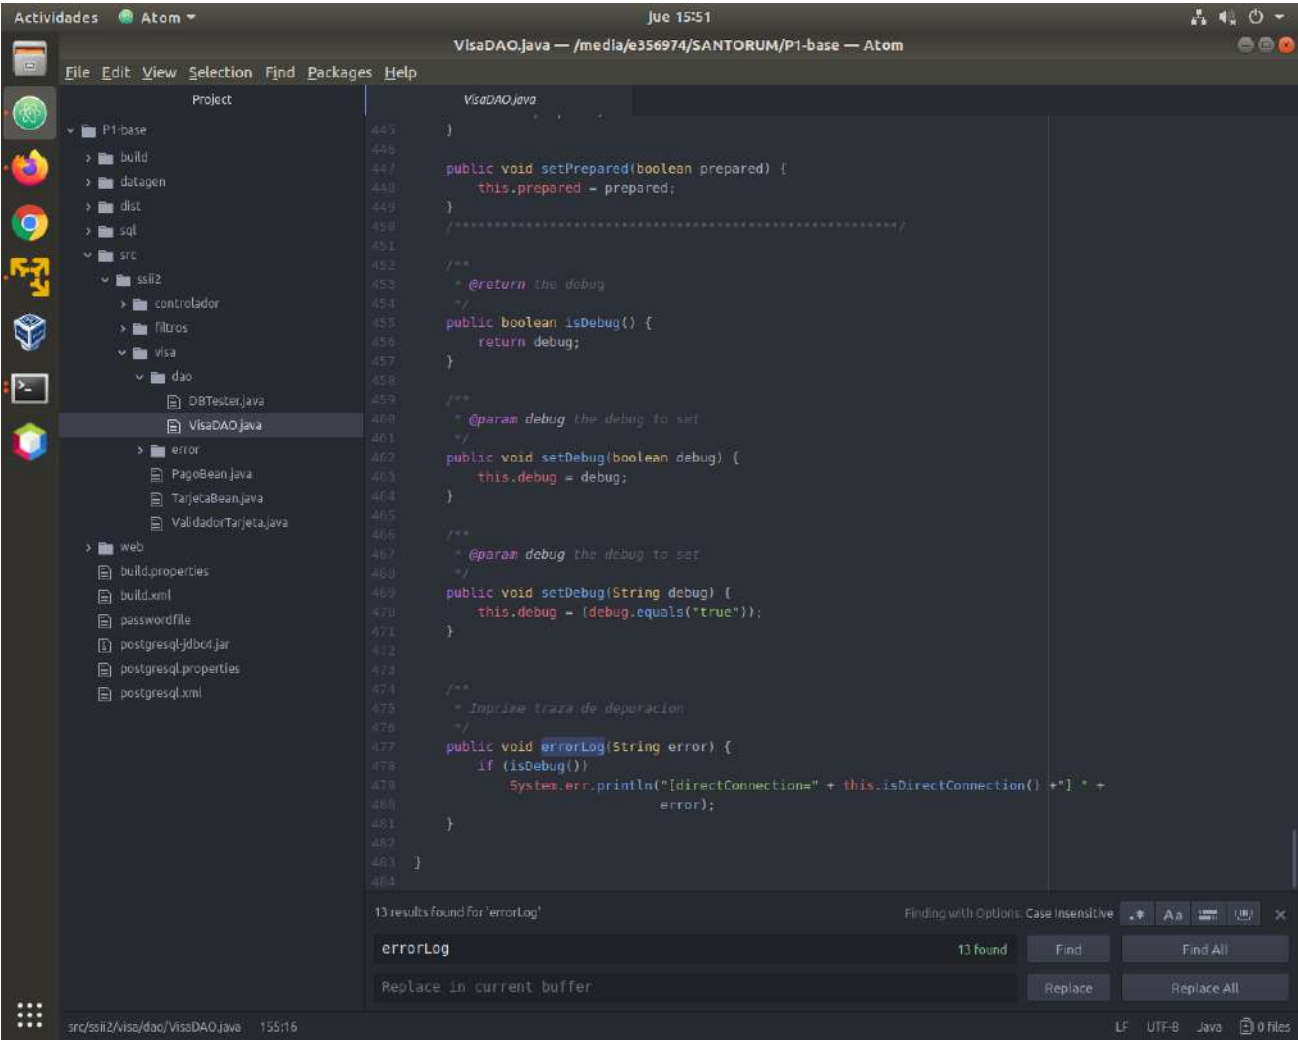 Actividades Atom jue 15:51
VisaDAO.java — /media/e356974/SANTORUM/P1-base — Atom
File Edit View Selection Find Packages Help
Project
P1-base
build
datagen
dist
sql
src
ssii2
controlador
filtros
visa
dao
DBTester.java
VisaDAO.java
error
PagoBean.java
TarjetaBean.java
ValidadorTarjeta.java
web
build.properties
build.xml
passwordfile
postgresql-jdbc4.jar
postgresql.properties
postgresql.xml
VisaDAO.java
445 }
446
447 public void setPrepared(boolean prepared) {
448 this.prepared = prepared;
449 }
450 /********************************************************/
451
452 /**
453 * @return the debug
454 */
455 public boolean isDebug() {
456 return debug;
457 }
458
459 /**
460 * @param debug the debug to set
461 */
462 public void setDebug(boolean debug) {
463 this.debug = debug;
464 }
465
466 /**
467 * @param debug the debug to set
468 */
469 public void setDebug(String debug) {
470 this.debug = (debug.equals("true"));
471 }
472
473
474 /**
475 * Imprime traza de depuracion
476 */
477 public void errorLog(String error) {
478 if (isDebug())
479 System.err.println("[directConnection=" + this.isDirectConnection() +"] " +
480 error);
481 }
482
483 }
484
13 results found for 'errorLog' Finding with Options: Case Insensitive .* Aa
errorLog 13 found Find Find All
Replace in current buffer Replace Replace All
src/ssii2/visa/dao/VisaDAO.java 155:16 LF UTF-8 Java 0 files